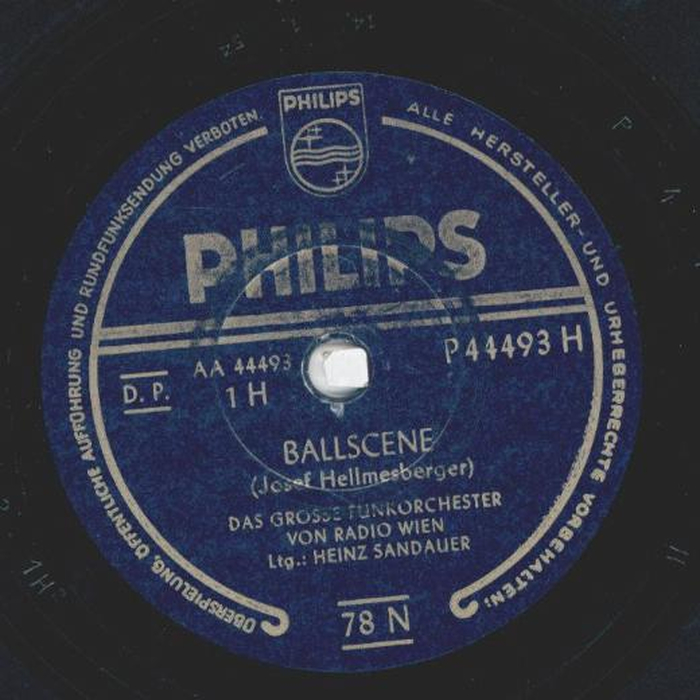 PHILIPS
ALLE HERSTELLER- UND URHEBERRECHTE VORBEHALTEN;
ÜBERSPIELUNG, ÖFFENTLICHE AUFFÜHRUNG UND RUNDFUNKSENDUNG VERBOTEN.
PHILIPS
AA 44493
P 44493 H
D. P.
1 H
BALLSCENE
(Josef Hellmesberger)
DAS GROSSE FUNKORCHESTER
VON RADIO WIEN
Ltg.: HEINZ SANDAUER
78 N